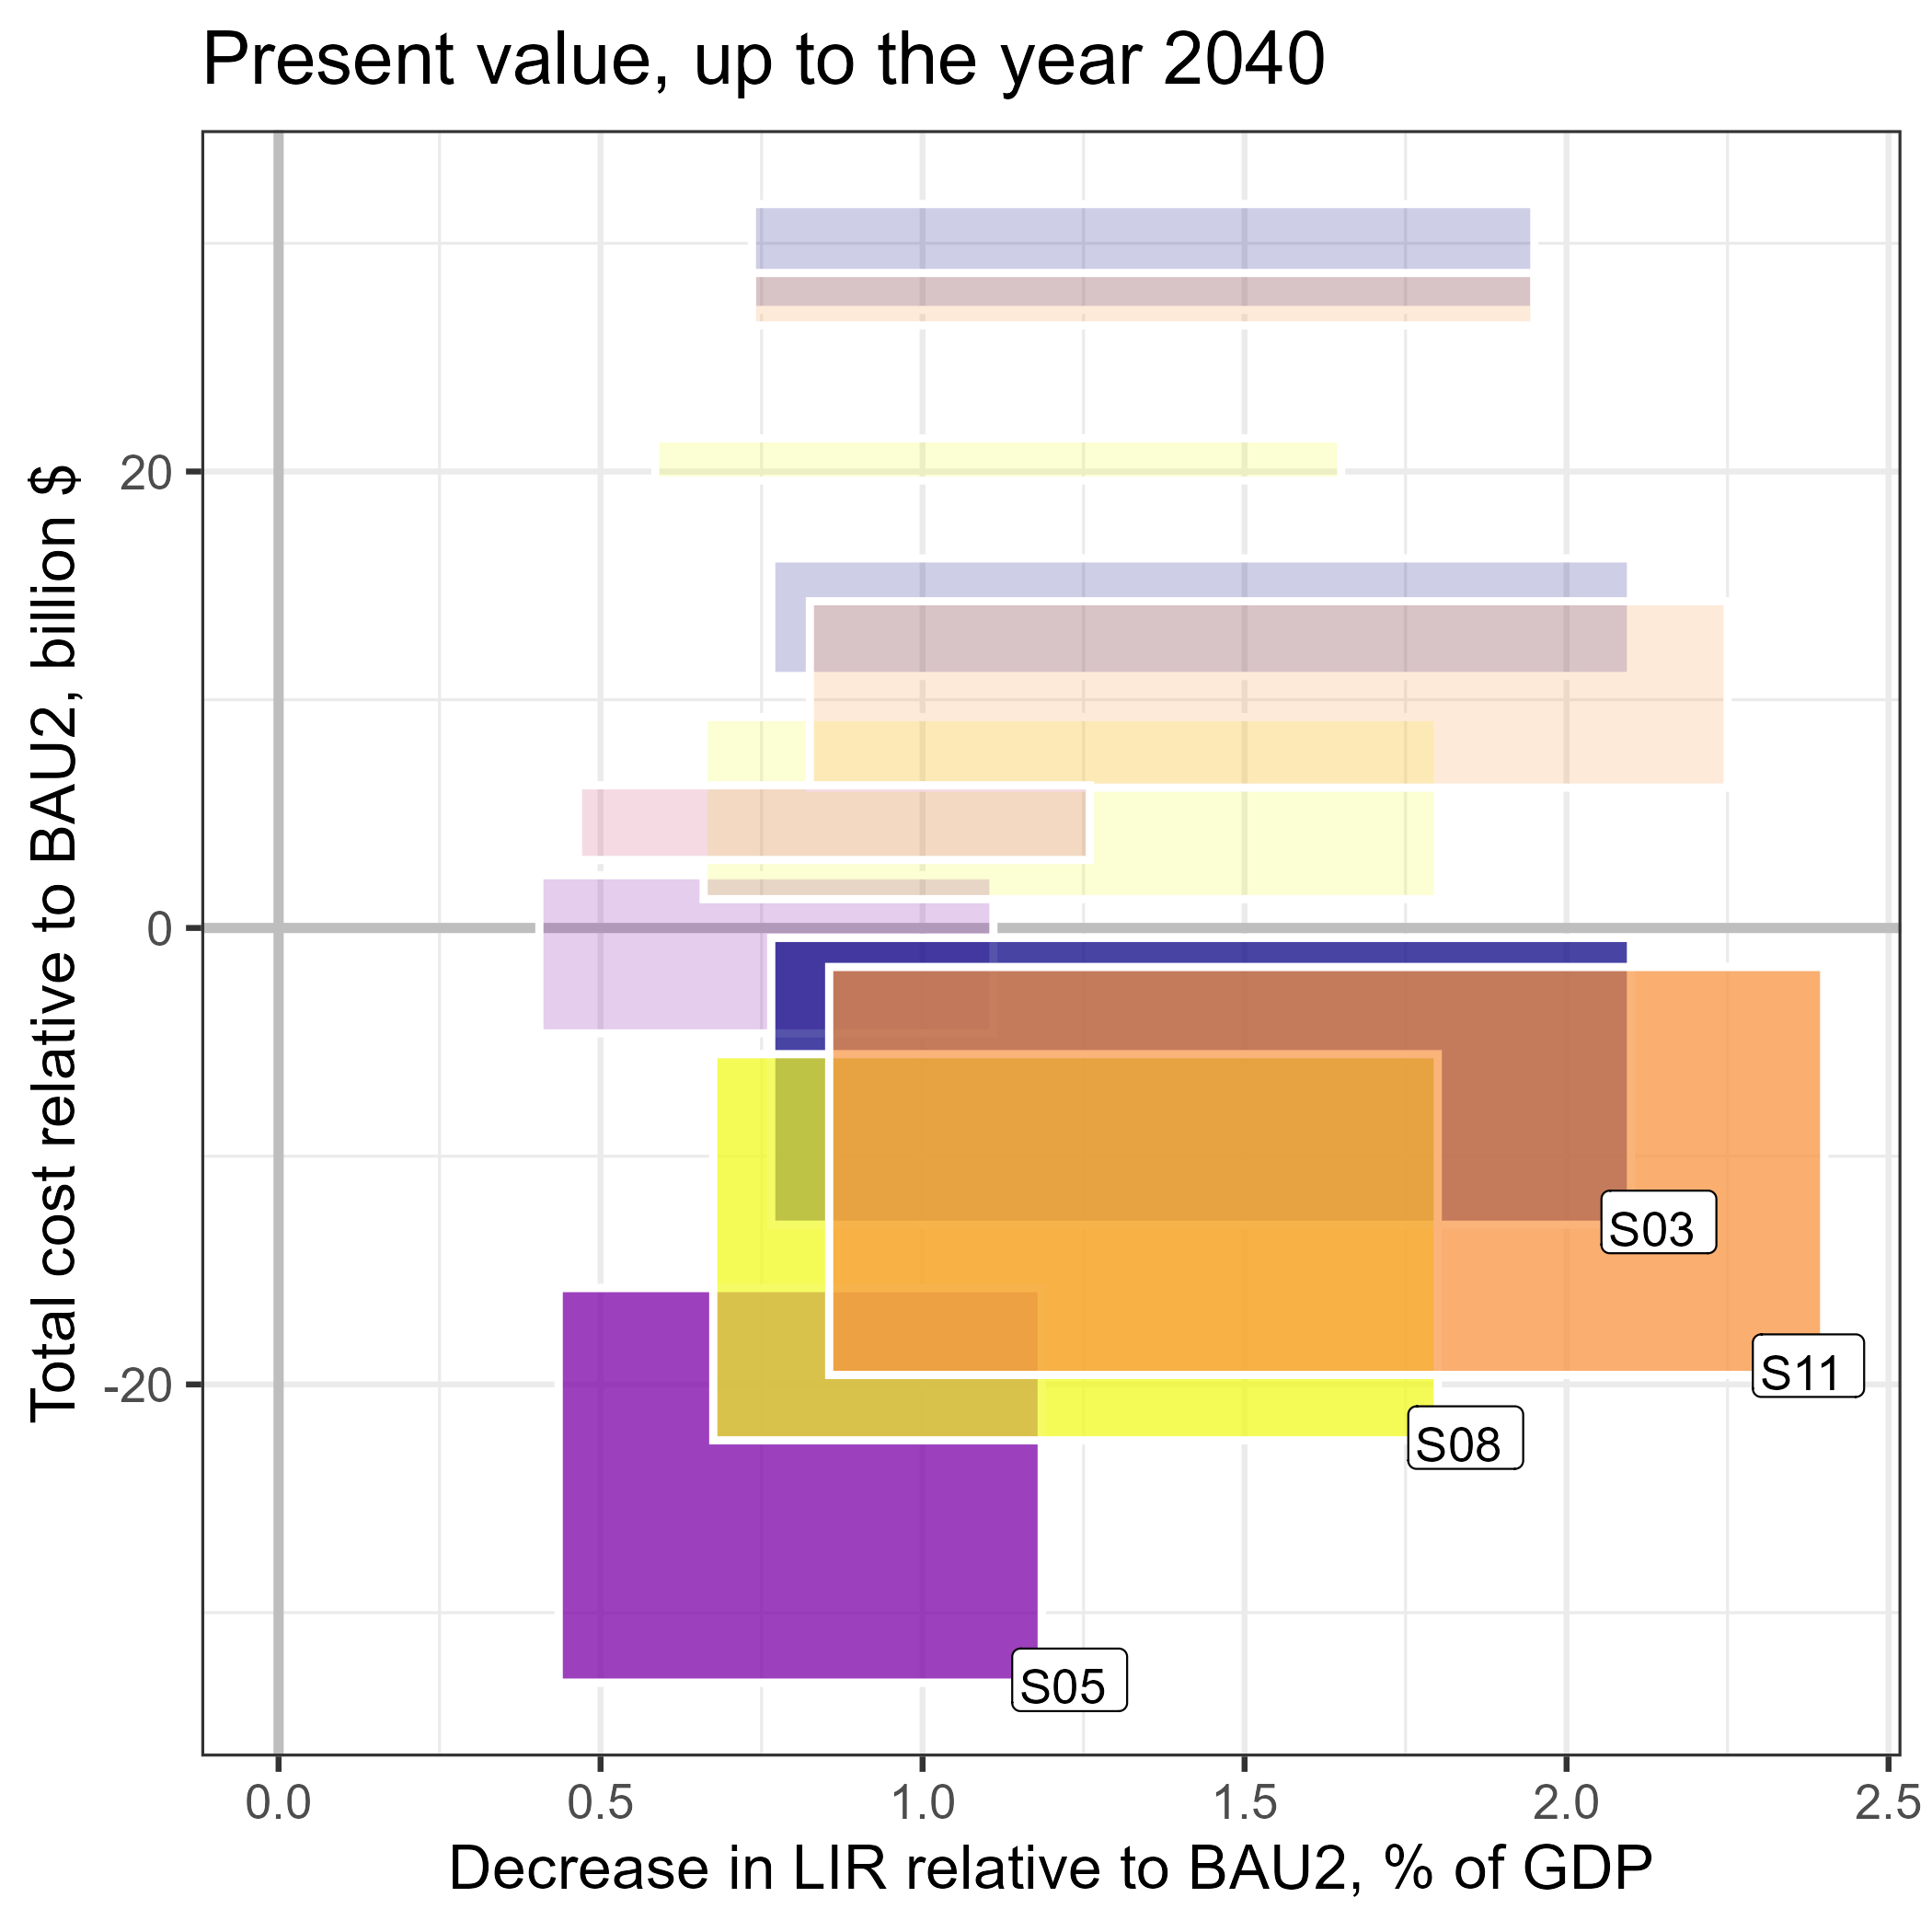 Present value, up to the year 2040
Total cost relative to BAU2, billion $
20
0
-20
S03
S11
S08
S05
0.0
0.5
1.0
1.5
2.0
2.5
Decrease in LIR relative to BAU2, % of GDP